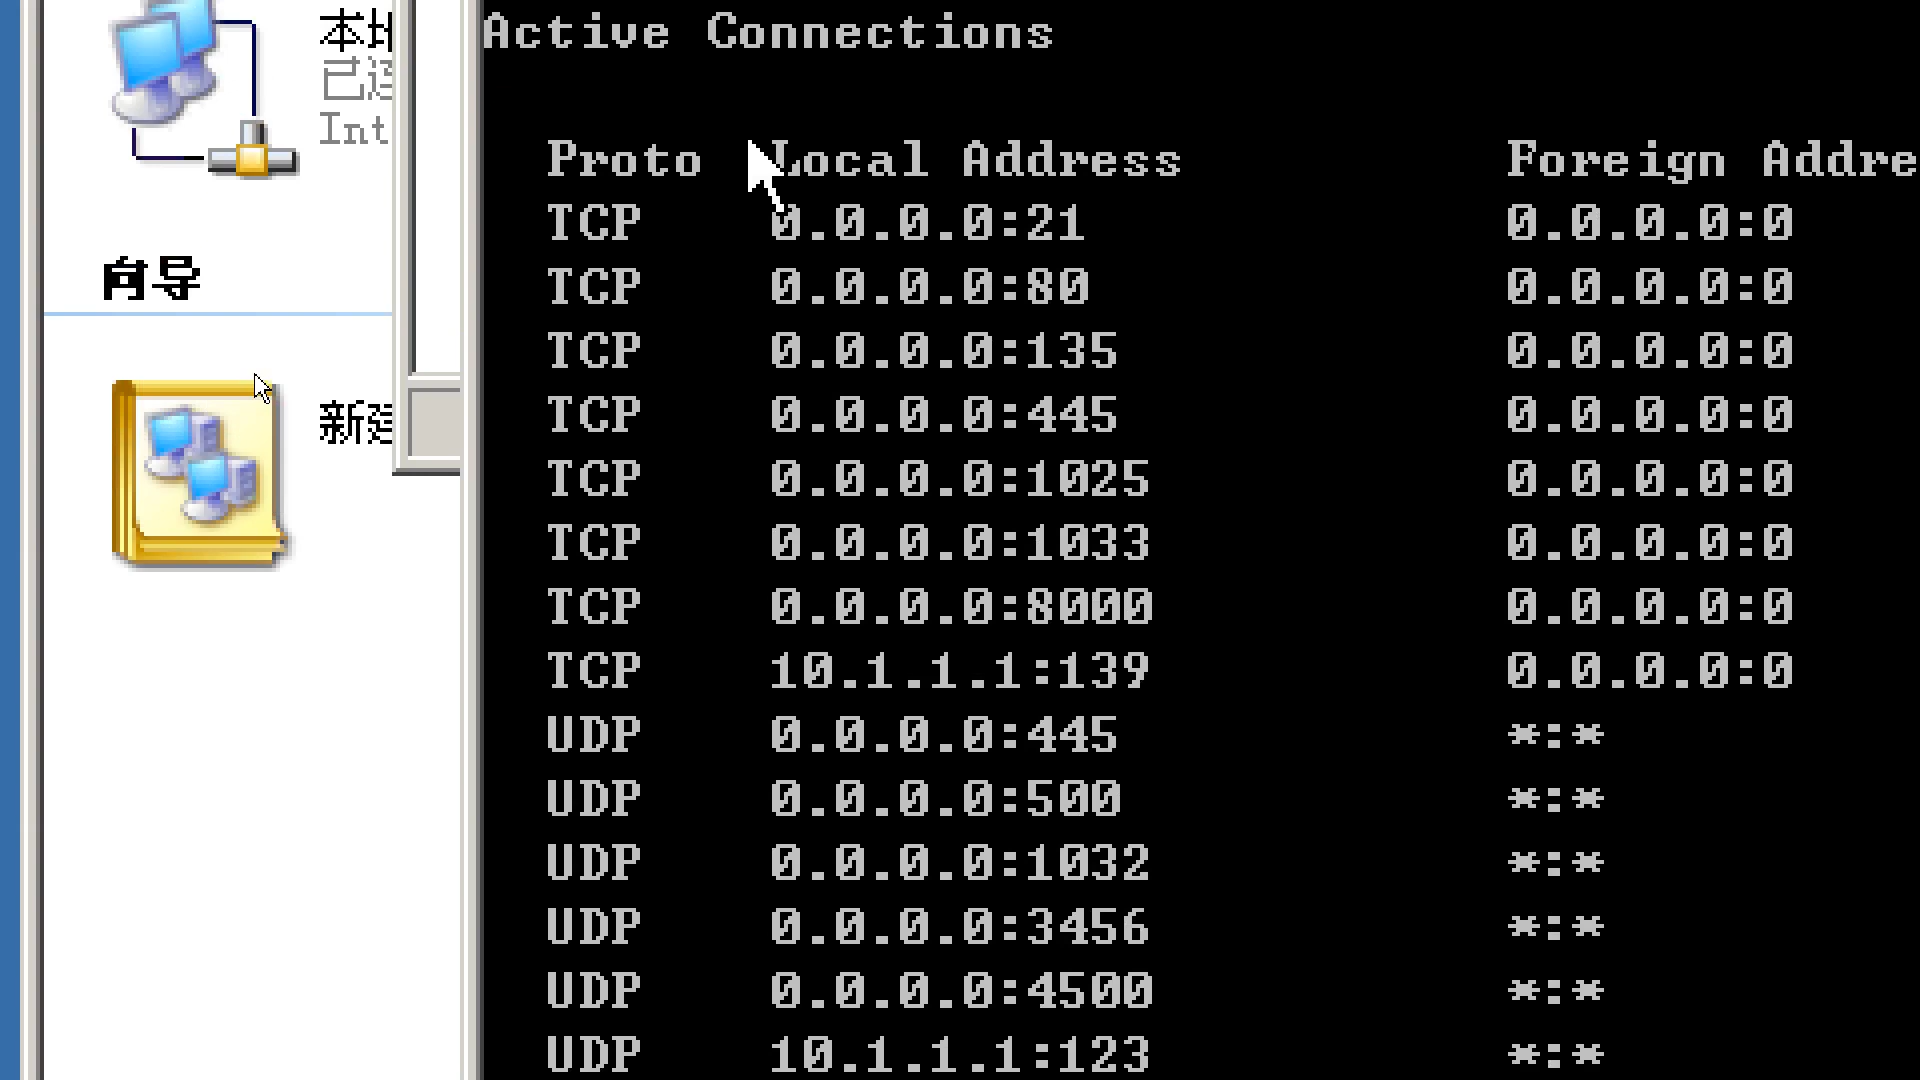 本地
已连
Int
向导
新建
Active Connections
Proto Local Address Foreign Addre
TCP 0.0.0.0:21 0.0.0.0:0
TCP 0.0.0.0:80 0.0.0.0:0
TCP 0.0.0.0:135 0.0.0.0:0
TCP 0.0.0.0:445 0.0.0.0:0
TCP 0.0.0.0:1025 0.0.0.0:0
TCP 0.0.0.0:1033 0.0.0.0:0
TCP 0.0.0.0:8000 0.0.0.0:0
TCP 10.1.1.1:139 0.0.0.0:0
UDP 0.0.0.0:445 *:*
UDP 0.0.0.0:500 *:*
UDP 0.0.0.0:1032 *:*
UDP 0.0.0.0:3456 *:*
UDP 0.0.0.0:4500 *:*
UDP 10.1.1.1:123 *:*